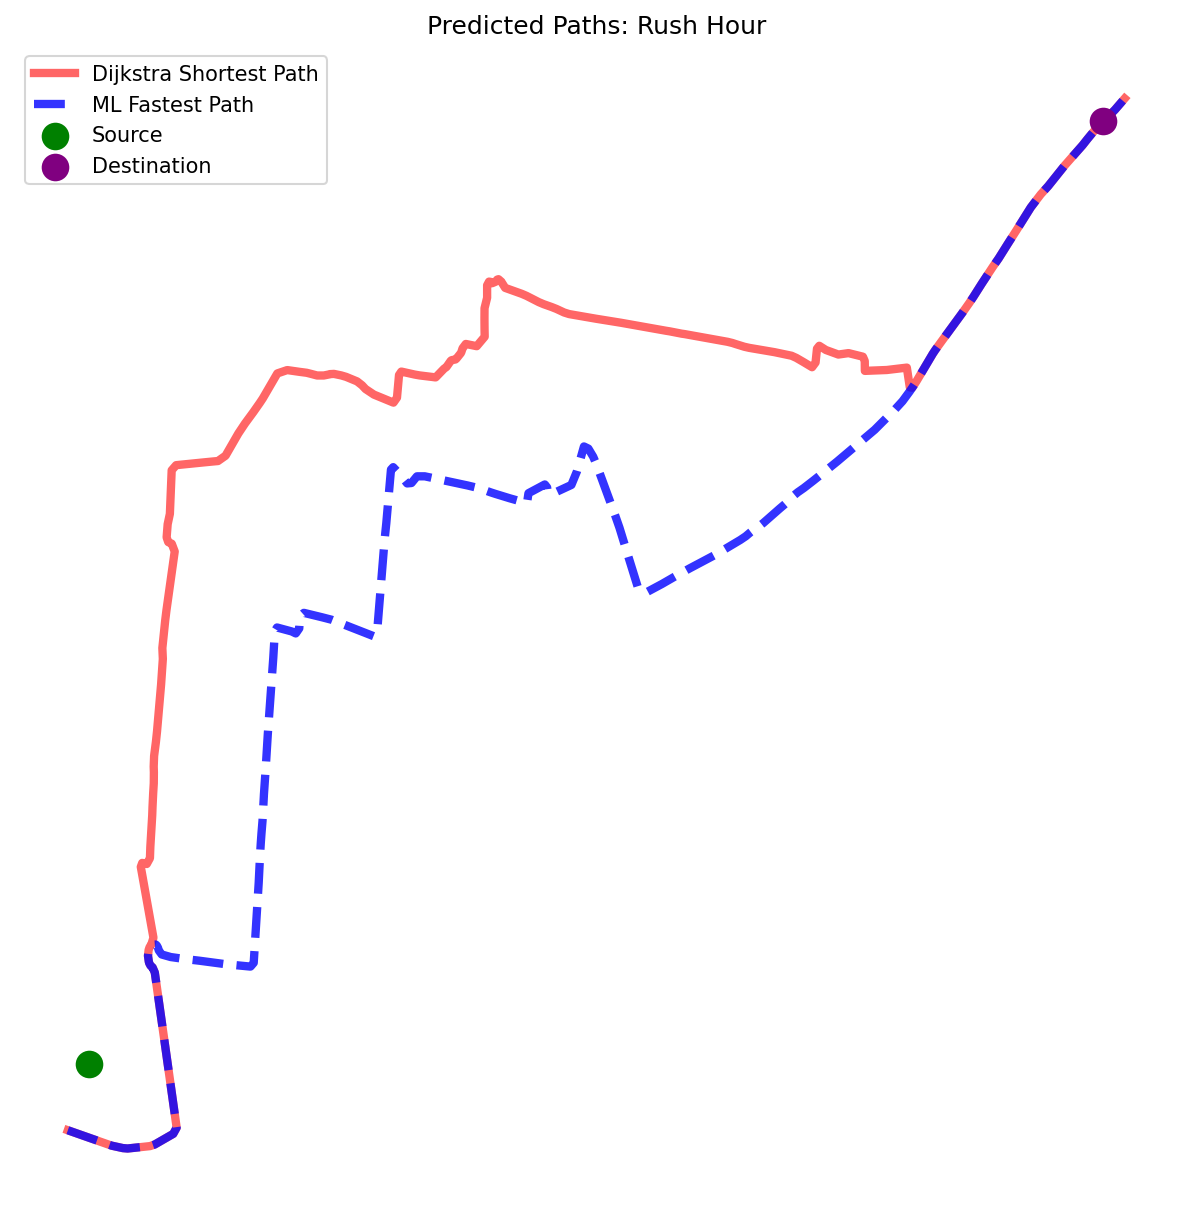 Predicted Paths: Rush Hour
Dijkstra Shortest Path
ML Fastest Path
Source
Destination